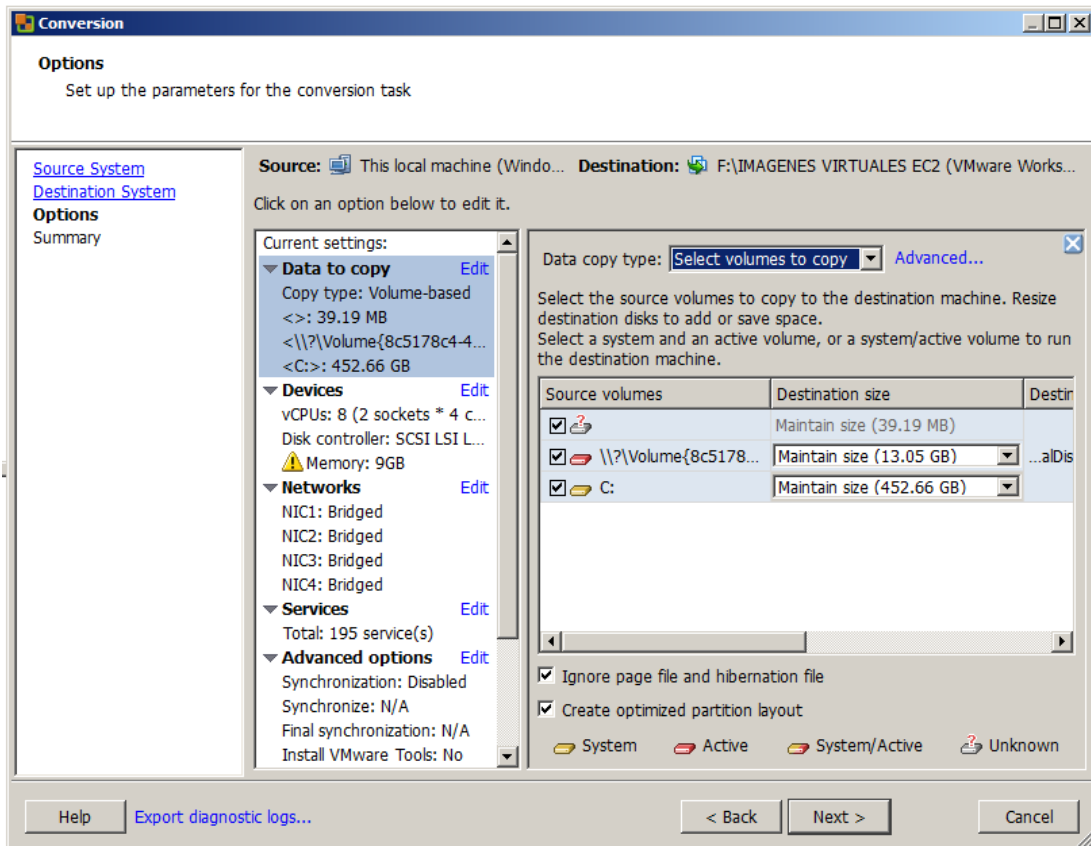 Conversion
Options
Set up the parameters for the conversion task
Source System
Destination System
Options
Summary
Source: This local machine (Windo... Destination: F:\IMAGENES VIRTUALES EC2 (VMware Works...
Click on an option below to edit it.
Current settings:
Data to copy Edit
Copy type: Volume-based
<>: 39.19 MB
<\\?\Volume{8c5178c4-4...
<C:>: 452.66 GB
Devices Edit
vCPUs: 8 (2 sockets * 4 c...
Disk controller: SCSI LSI L...
Memory: 9GB
Networks Edit
NIC1: Bridged
NIC2: Bridged
NIC3: Bridged
NIC4: Bridged
Services Edit
Total: 195 service(s)
Advanced options Edit
Synchronization: Disabled
Synchronize: N/A
Final synchronization: N/A
Install VMware Tools: No
Data copy type: Select volumes to copy Advanced...
Select the source volumes to copy to the destination machine. Resize
destination disks to add or save space.
Select a system and an active volume, or a system/active volume to run
the destination machine.
Source volumes Destination size Destin
Maintain size (39.19 MB)
\\?\Volume{8c5178... Maintain size (13.05 GB) ...alDis
C: Maintain size (452.66 GB)
Ignore page file and hibernation file
Create optimized partition layout
System Active System/Active Unknown
Help Export diagnostic logs... < Back Next > Cancel